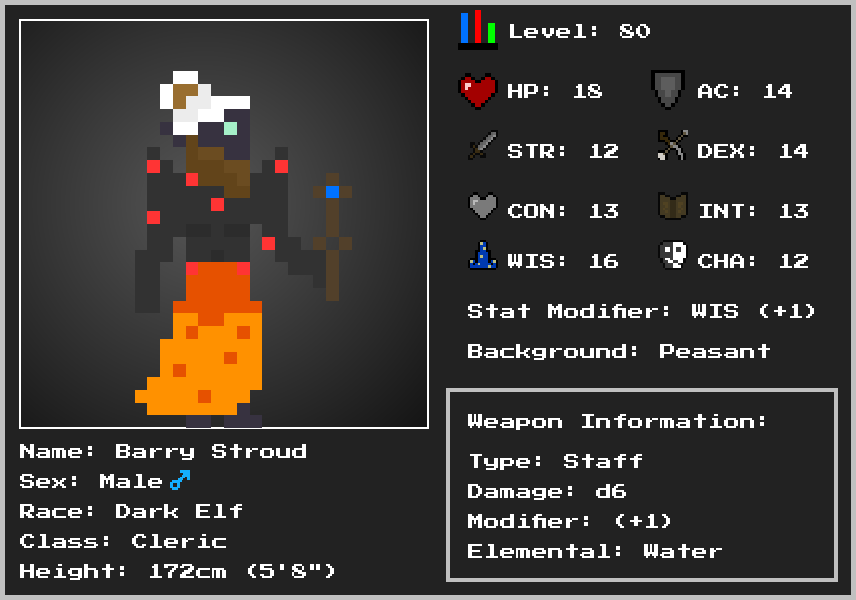 Level: 80
HP: 18
AC: 14
STR: 12
DEX: 14
CON: 13
INT: 13
WIS: 16
CHA: 12
Stat Modifier: WIS (+1)
Background: Peasant
Weapon Information:
Type: Staff
Damage: d6
Modifier: (+1)
Elemental: Water
Name: Barry Stroud
Sex: Male ♂
Race: Dark Elf
Class: Cleric
Height: 172cm (5'8")